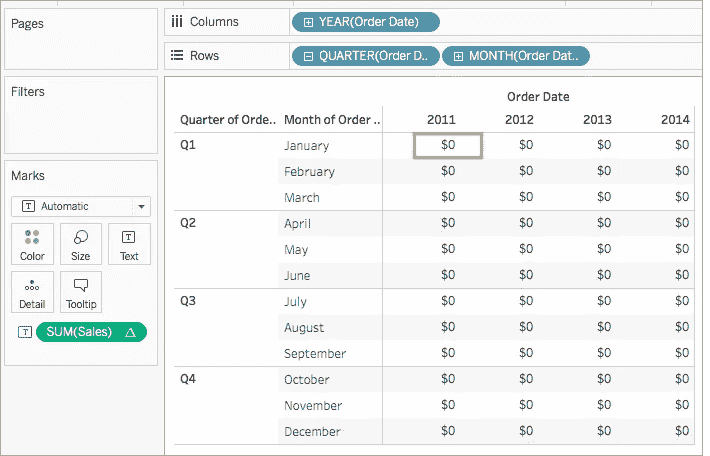 Pages
Columns
YEAR(Order Date)
Rows
QUARTER(Order D..
MONTH(Order Dat..
Filters
Marks
T Automatic
Color
Size
T
Text
Detail
Tooltip
T SUM(Sales) △
Order Date
Quarter of Orde.. Month of Order .. 2011 2012 2013 2014
Q1 January $0 $0 $0 $0
February $0 $0 $0 $0
March $0 $0 $0 $0
Q2 April $0 $0 $0 $0
May $0 $0 $0 $0
June $0 $0 $0 $0
Q3 July $0 $0 $0 $0
August $0 $0 $0 $0
September $0 $0 $0 $0
Q4 October $0 $0 $0 $0
November $0 $0 $0 $0
December $0 $0 $0 $0